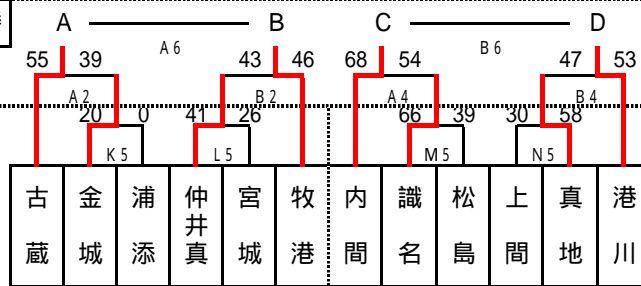 A B C D
A6 B6
55 39 43 46 68 54 47 53
A2 B2 A4 B4
20 0 41 26 66 39 30 58
K5 L5 M5 N5
古蔵 金城 浦添 仲井真 宮城 牧港 内間 識名 松島 上間 真地 港川